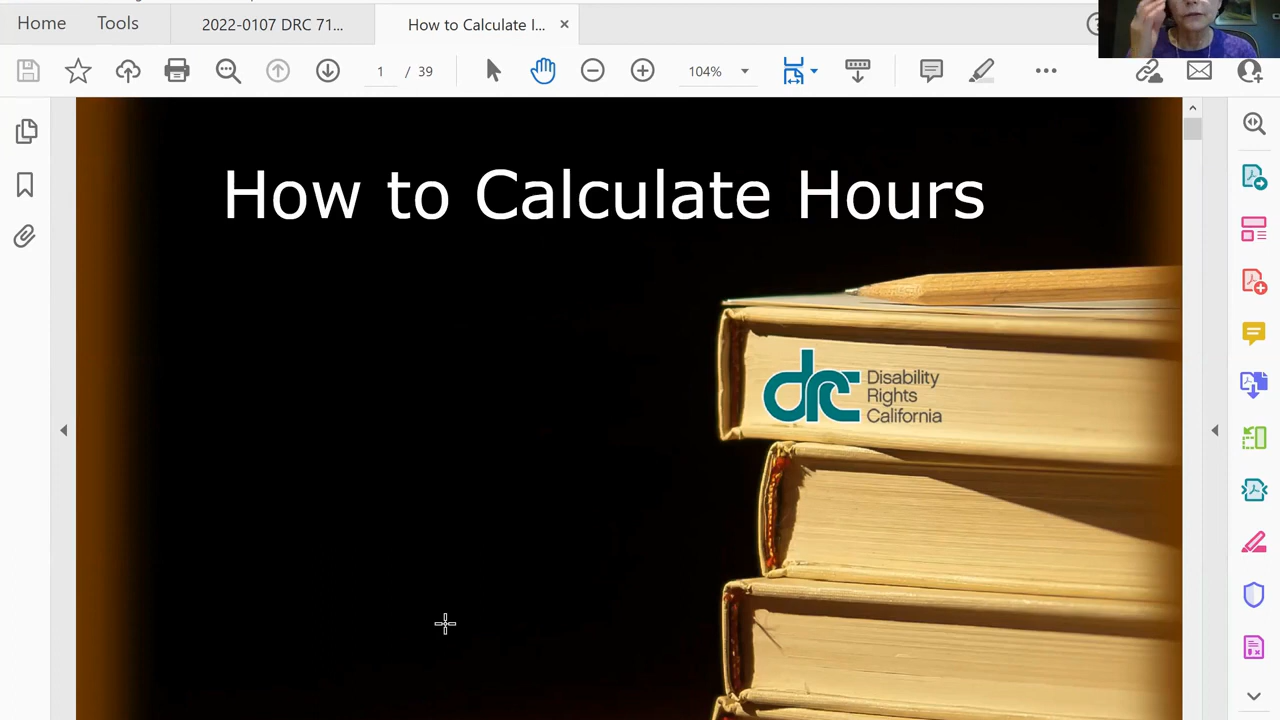 Home
Tools
2022-0107 DRC 71...
How to Calculate I...
1 / 39
104%
How to Calculate Hours
drc
Disability
Rights
California